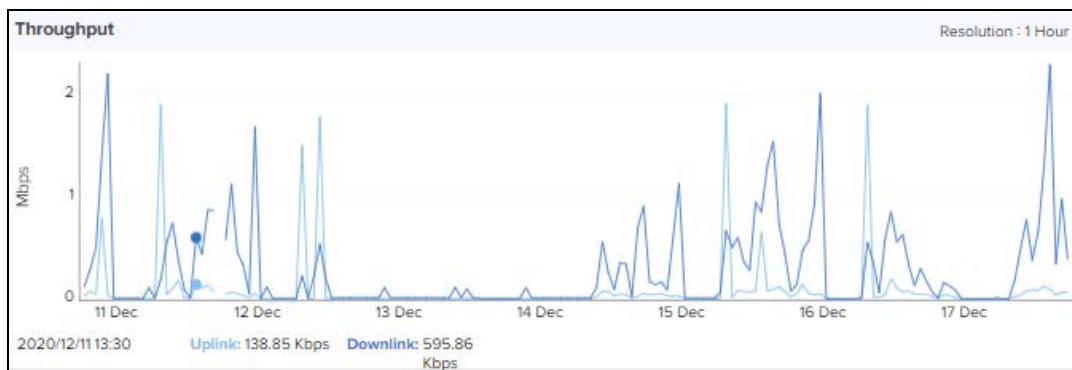 Throughput
Resolution : 1 Hour
2
1
0
Mbps
11 Dec 12 Dec 13 Dec 14 Dec 15 Dec 16 Dec 17 Dec
2020/12/11 13:30 Uplink: 138.85 Kbps Downlink: 595.86
Kbps